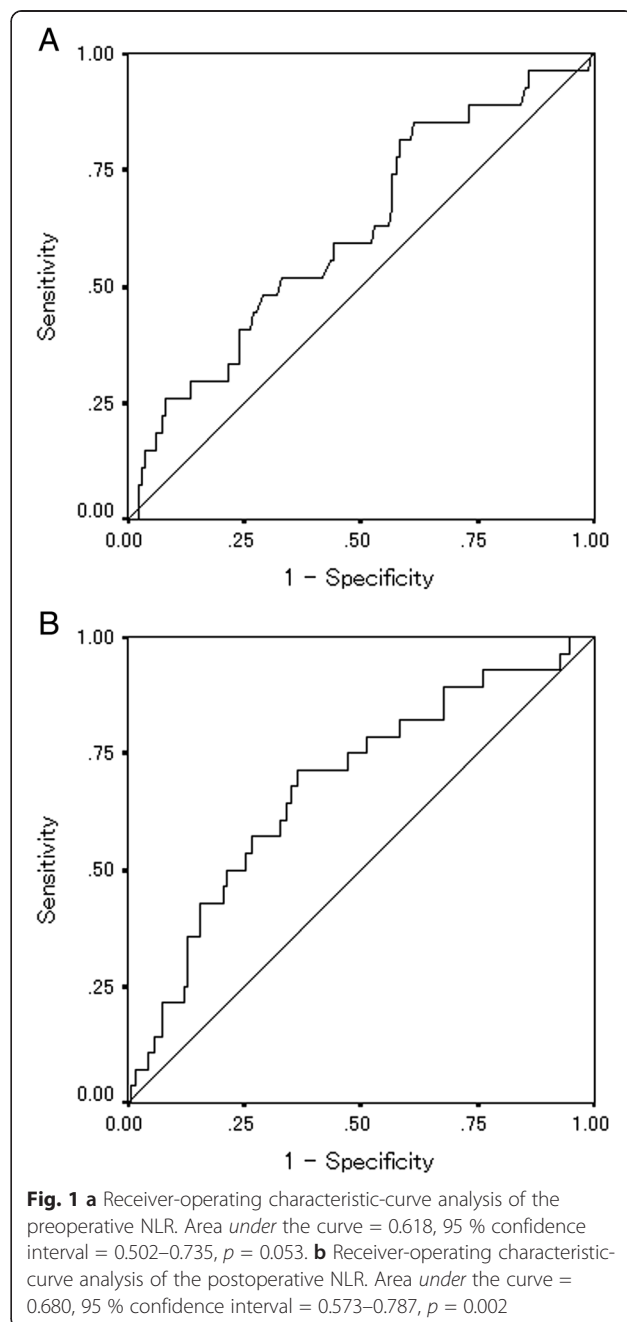 A
1.00
.75
.50
.25
0.00
Sensitivity
0.00 .25 .50 .75 1.00
1 - Specificity
B
1.00
.75
.50
.25
0.00
Sensitivity
0.00 .25 .50 .75 1.00
1 - Specificity
Fig. 1 a Receiver-operating characteristic-curve analysis of the
preoperative NLR. Area under the curve = 0.618, 95 % confidence
interval = 0.502–0.735, p = 0.053. b Receiver-operating characteristic-
curve analysis of the postoperative NLR. Area under the curve =
0.680, 95 % confidence interval = 0.573–0.787, p = 0.002